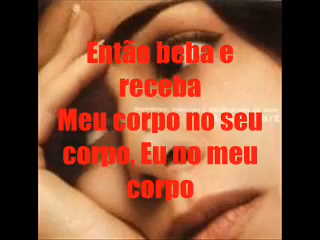 Então beba e
receba
Meu corpo no seu
corpo, Eu no meu
corpo